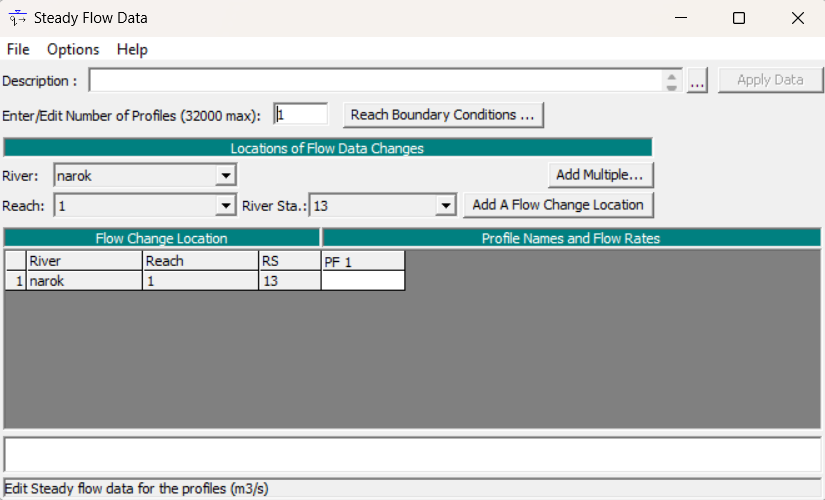 Steady Flow Data
File Options Help
Description : ... Apply Data
Enter/Edit Number of Profiles (32000 max): 1 Reach Boundary Conditions ...
Locations of Flow Data Changes
River: narok Add Multiple...
Reach: 1 River Sta.: 13 Add A Flow Change Location
Flow Change Location Profile Names and Flow Rates
River Reach RS PF 1
1 narok 1 13
Edit Steady flow data for the profiles (m3/s)